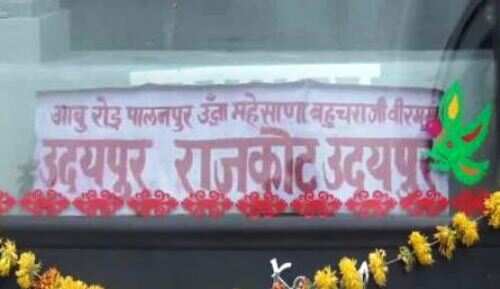 आबु रोड़ पालनपुर उँझा महेसाणा बहुचराजी वीरमगा
उदयपुर राजकोट उदयपुर